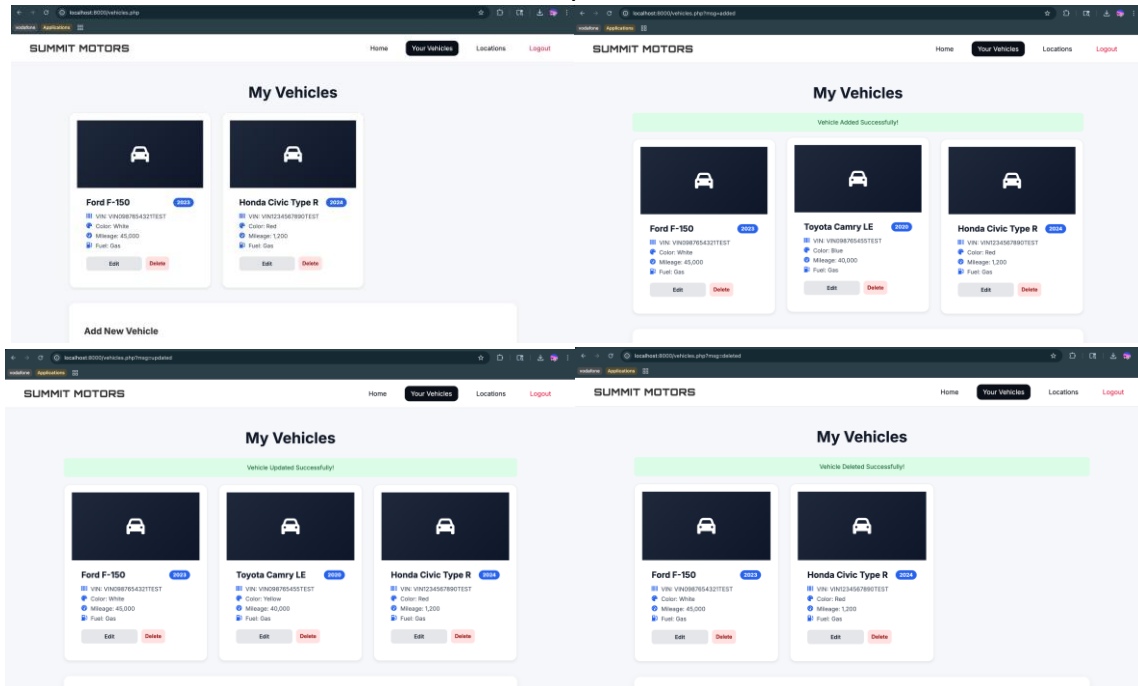 localhost:8000/vehicles.php
vodafone Applications
SUMMIT MOTORS
Home Your Vehicles Locations Logout
My Vehicles
Ford F-150 2023
VIN: VIN0987654321TEST
Color: White
Mileage: 45,000
Fuel: Gas
Edit Delete
Honda Civic Type R 2024
VIN: VIN1234567890TEST
Color: Red
Mileage: 1,200
Fuel: Gas
Edit Delete
Add New Vehicle
localhost:8000/vehicles.php?msg=added
vodafone Applications
SUMMIT MOTORS
Home Your Vehicles Locations Logout
My Vehicles
Vehicle Added Successfully!
Ford F-150 2023
VIN: VIN0987654321TEST
Color: White
Mileage: 45,000
Fuel: Gas
Edit Delete
Toyota Camry LE 2020
VIN: VIN098765455TEST
Color: Blue
Mileage: 40,000
Fuel: Gas
Edit Delete
Honda Civic Type R 2024
VIN: VIN1234567890TEST
Color: Red
Mileage: 1,200
Fuel: Gas
Edit Delete
localhost:8000/vehicles.php?msg=updated
vodafone Applications
SUMMIT MOTORS
Home Your Vehicles Locations Logout
My Vehicles
Vehicle Updated Successfully!
Ford F-150 2023
VIN: VIN0987654321TEST
Color: White
Mileage: 45,000
Fuel: Gas
Edit Delete
Toyota Camry LE 2020
VIN: VIN098765455TEST
Color: Yellow
Mileage: 40,000
Fuel: Gas
Edit Delete
Honda Civic Type R 2024
VIN: VIN1234567890TEST
Color: Red
Mileage: 1,200
Fuel: Gas
Edit Delete
localhost:8000/vehicles.php?msg=deleted
vodafone Applications
SUMMIT MOTORS
Home Your Vehicles Locations Logout
My Vehicles
Vehicle Deleted Successfully!
Ford F-150 2023
VIN: VIN0987654321TEST
Color: White
Mileage: 45,000
Fuel: Gas
Edit Delete
Honda Civic Type R 2024
VIN: VIN1234567890TEST
Color: Red
Mileage: 1,200
Fuel: Gas
Edit Delete